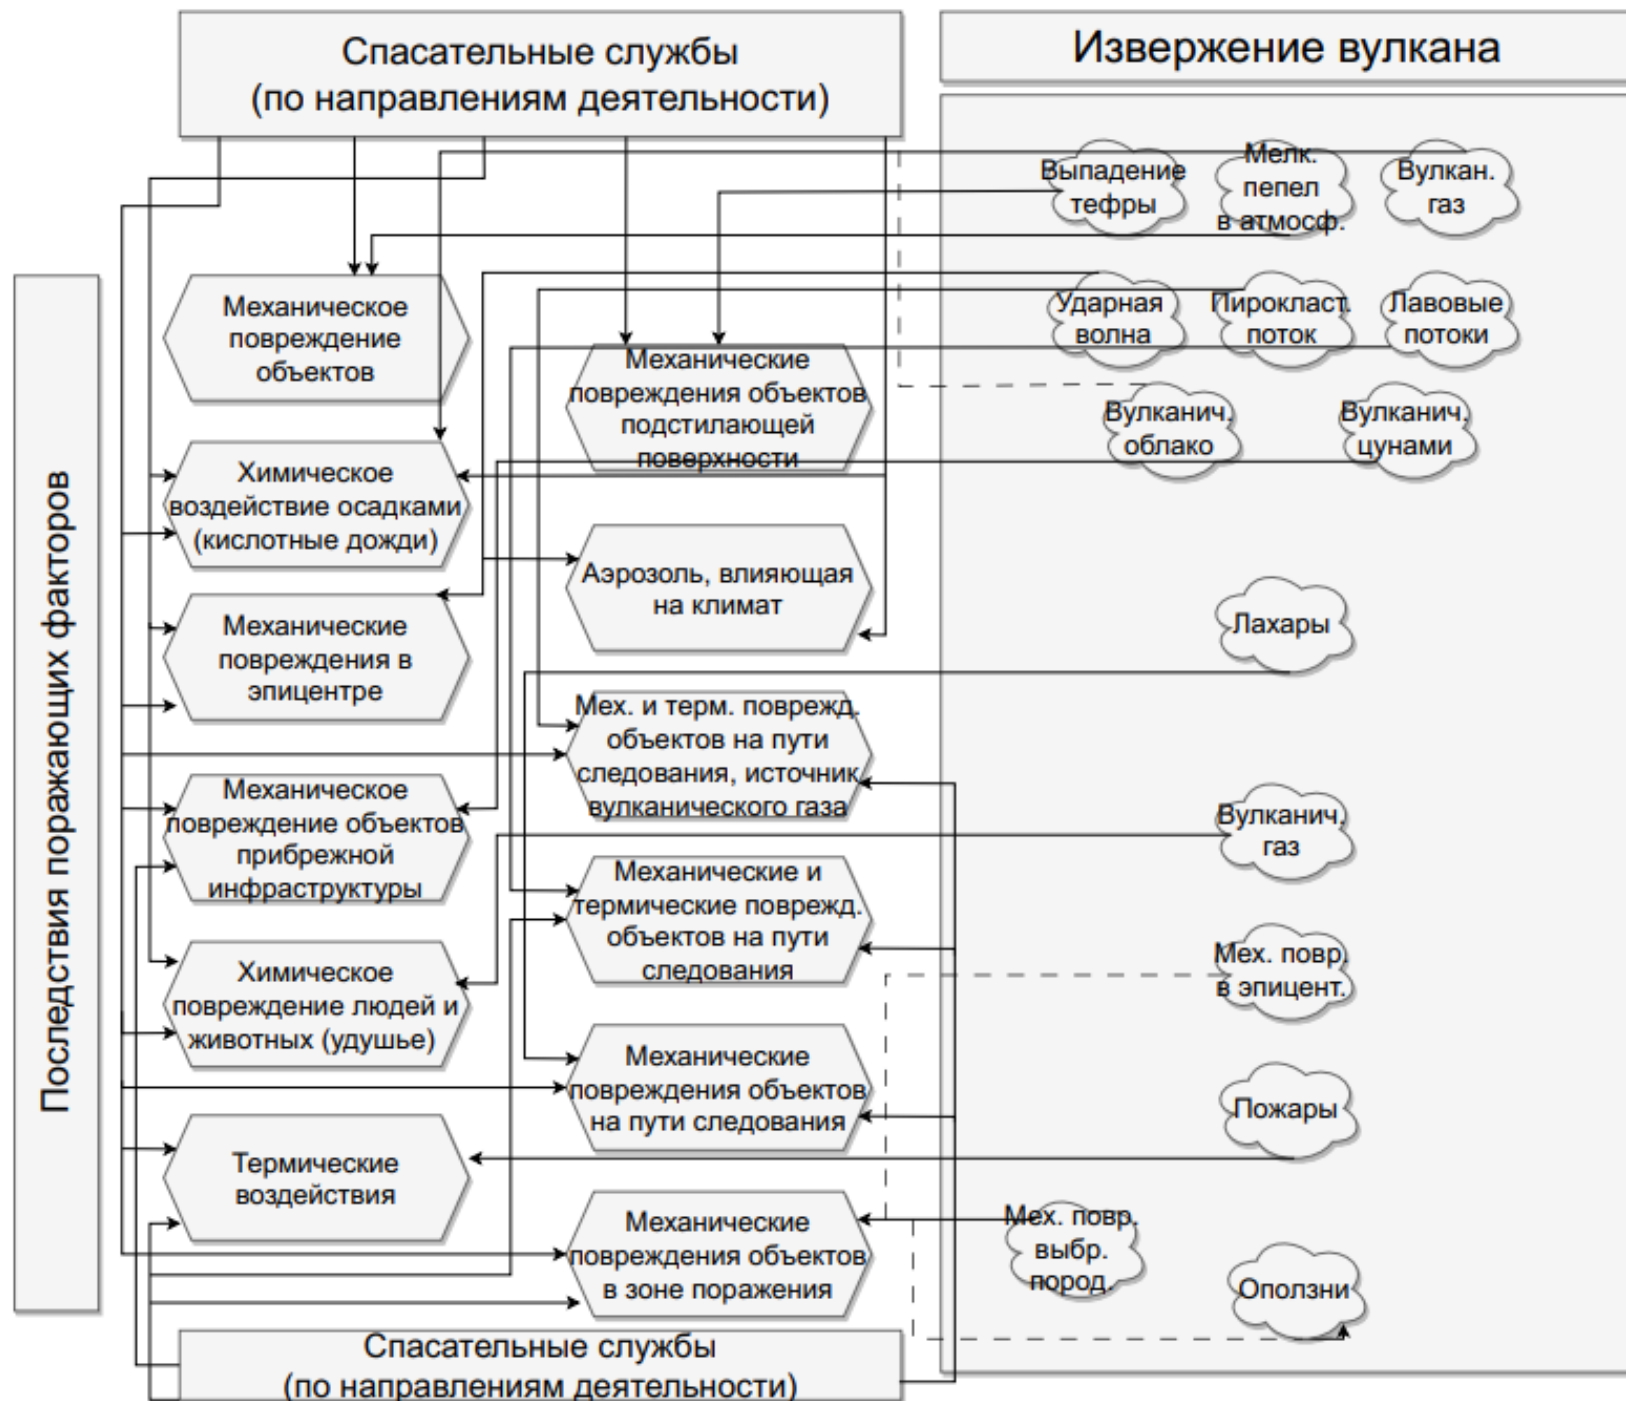 Спасательные службы
(по направлениям деятельности)
Извержение вулкана
Выпадение
тефры
Мелк.
пепел
в атмосф.
Вулкан.
газ
Ударная
волна
Пирокласт.
поток
Лавовые
потоки
Вулканич.
облако
Вулканич.
цунами
Лахары
Вулканич.
газ
Мех. повр.
в эпицент.
Пожары
Мех. повр.
выбр.
пород.
Оползни
Последствия поражающих факторов
Механическое
повреждение
объектов
Механические
повреждения объектов
подстилающей
поверхности
Химическое
воздействие осадками
(кислотные дожди)
Аэрозоль, влияющая
на климат
Механические
повреждения в
эпицентре
Мех. и терм. поврежд.
объектов на пути
следования, источник
вулканического газа
Механическое
повреждение объектов
прибрежной
инфраструктуры
Механические и
термические поврежд.
объектов на пути
следования
Химическое
повреждение людей и
животных (удушье)
Механические
повреждения объектов
на пути следования
Термические
воздействия
Механические
повреждения объектов
в зоне поражения
Спасательные службы
(по направлениям деятельности)